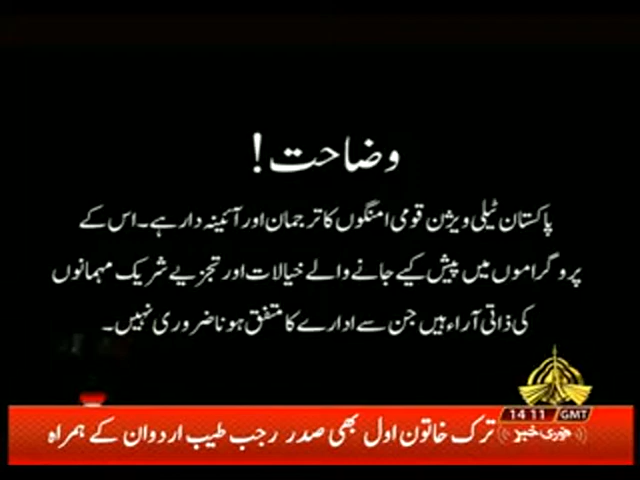 وضاحت!
پاکستان ٹیلی ویژن قومی امنگوں کا ترجمان اور آئینہ دار ہے۔ اس کے
پروگراموں میں پیش کیے جانے والے خیالات اور تجزیے شریک مہمانوں
کی ذاتی آراء ہیں جن سے ادارے کا متفق ہونا ضروری نہیں۔
14 11 GMT
فوری خبر
ترک خاتون اول بھی صدر رجب طیب اردوان کے ہمراہ